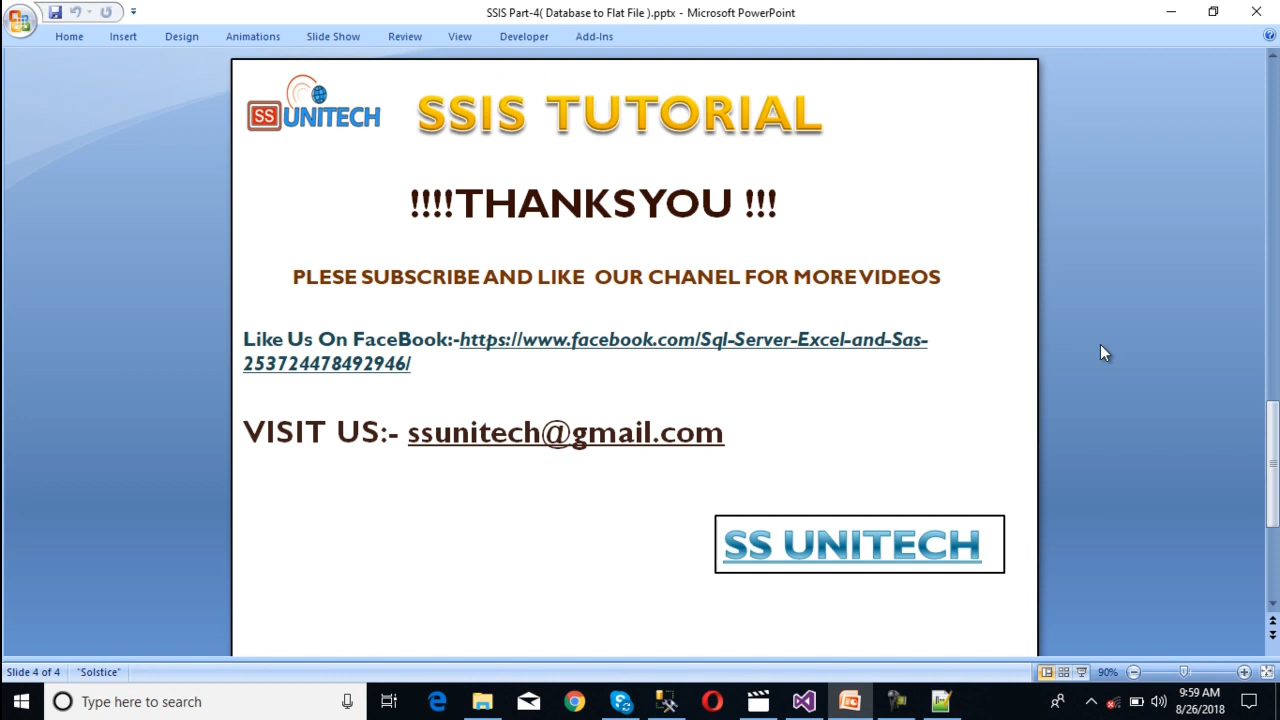 SSIS Part-4( Database to Flat File ).pptx - Microsoft PowerPoint
Home Insert Design Animations Slide Show Review View Developer Add-Ins
SS UNITECH
SSIS TUTORIAL
!!!!THANKSYOU !!!
PLESE SUBSCRIBE AND LIKE OUR CHANEL FOR MORE VIDEOS
Like Us On FaceBook:-https://www.facebook.com/Sql-Server-Excel-and-Sas-
253724478492946/
VISIT US:- ssunitech@gmail.com
SS UNITECH
Slide 4 of 4 "Solstice" 90%
Type here to search
9:59 AM
8/26/2018